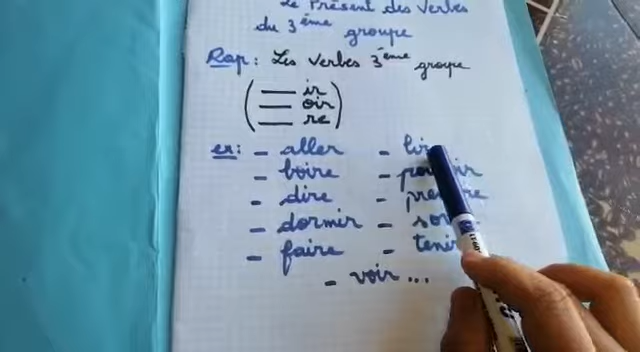 Le Présent des Verbes
du 3ème groupe
Rap: Les verbes 3ème groupe
( — ir
— oir
— re )
ex: - aller -
- boire -
- dire -
- dormir -
- faire - tenir
- voir ...